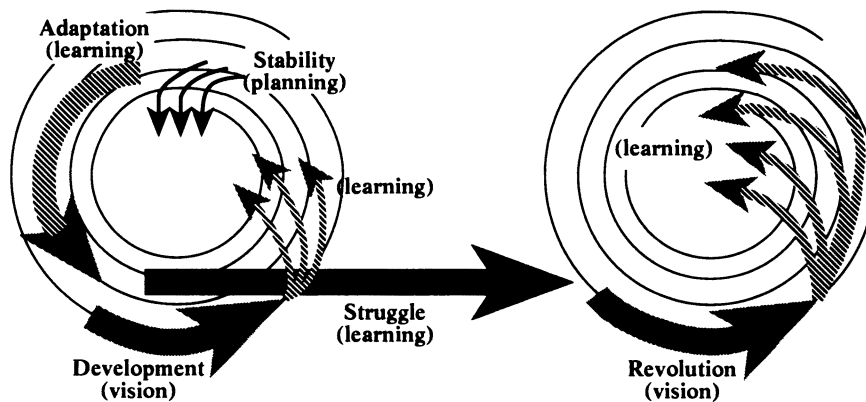 Adaptation
(learning)
Stability
(planning)
(learning)
(learning)
Struggle
(learning)
Development
(vision)
Revolution
(vision)